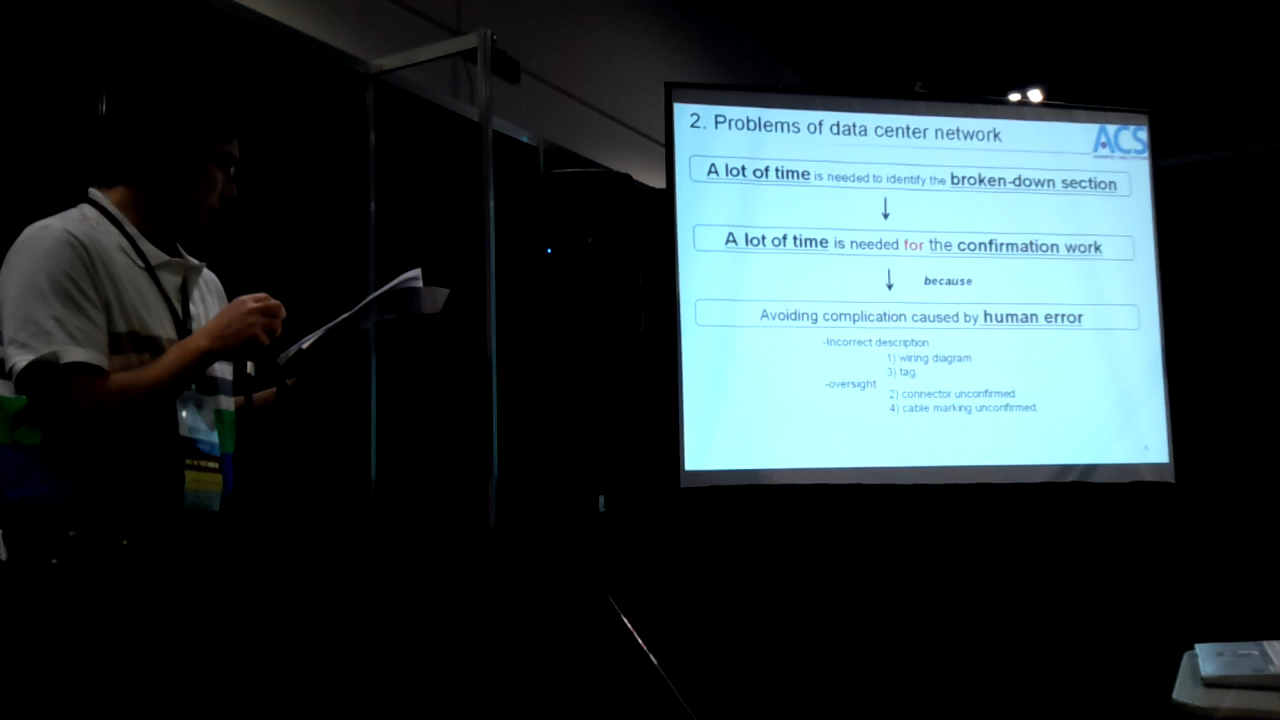 2. Problems of data center network
ACS
A lot of time is needed to identify the broken-down section
A lot of time is needed for the confirmation work
because
Avoiding complication caused by human error
-Incorrect description
1) wiring diagram
3) tag.
-oversight
2) connector unconfirmed.
4) cable marking unconfirmed.